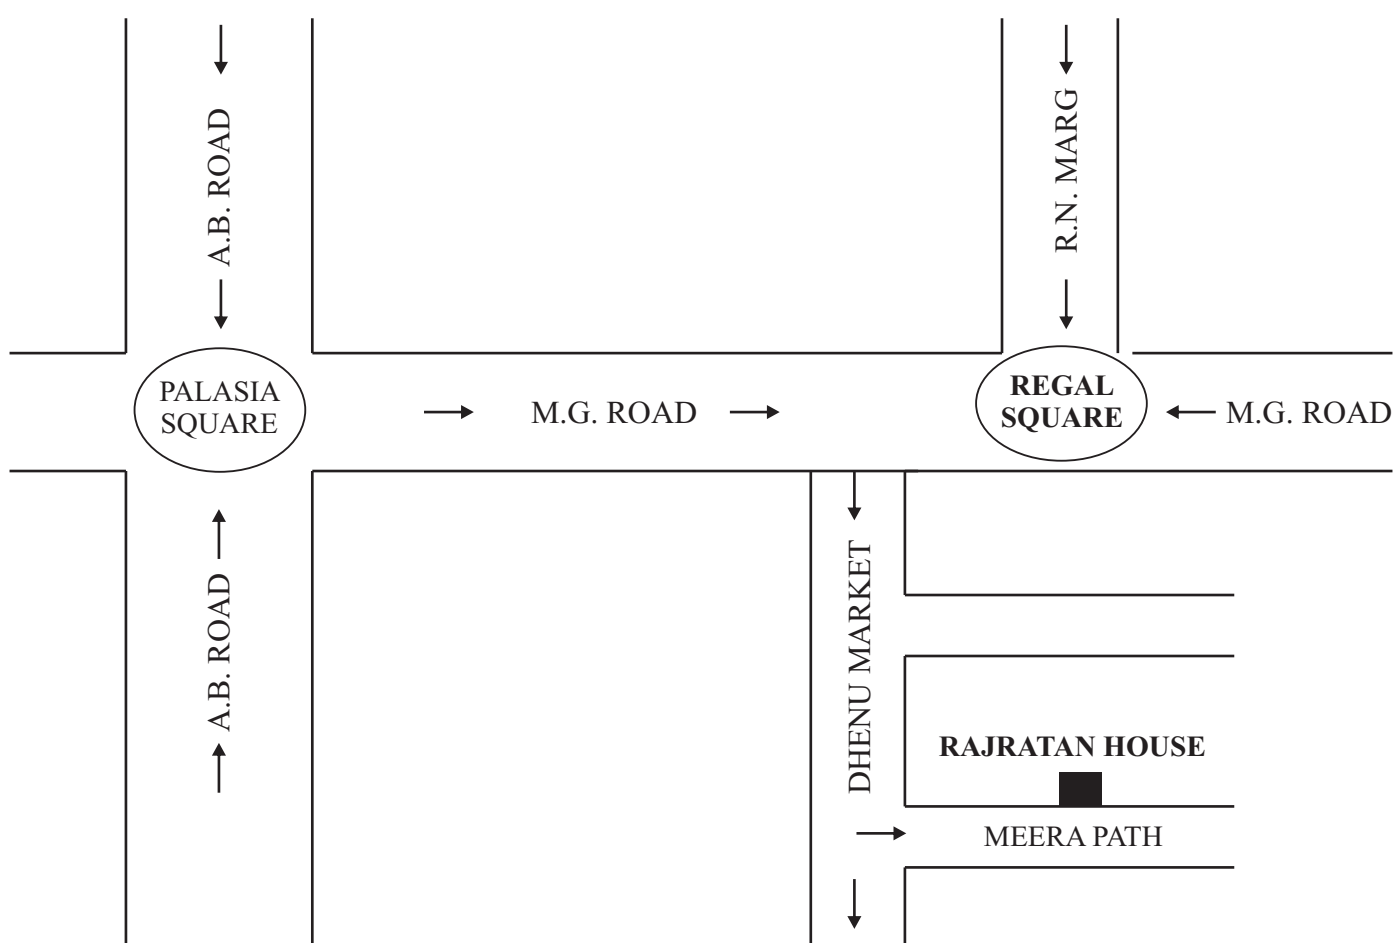 A.B. ROAD
R.N. MARG
PALASIA
SQUARE
M.G. ROAD
REGAL
SQUARE
M.G. ROAD
A.B. ROAD
DHENU MARKET
RAJRATAN HOUSE
MEERA PATH